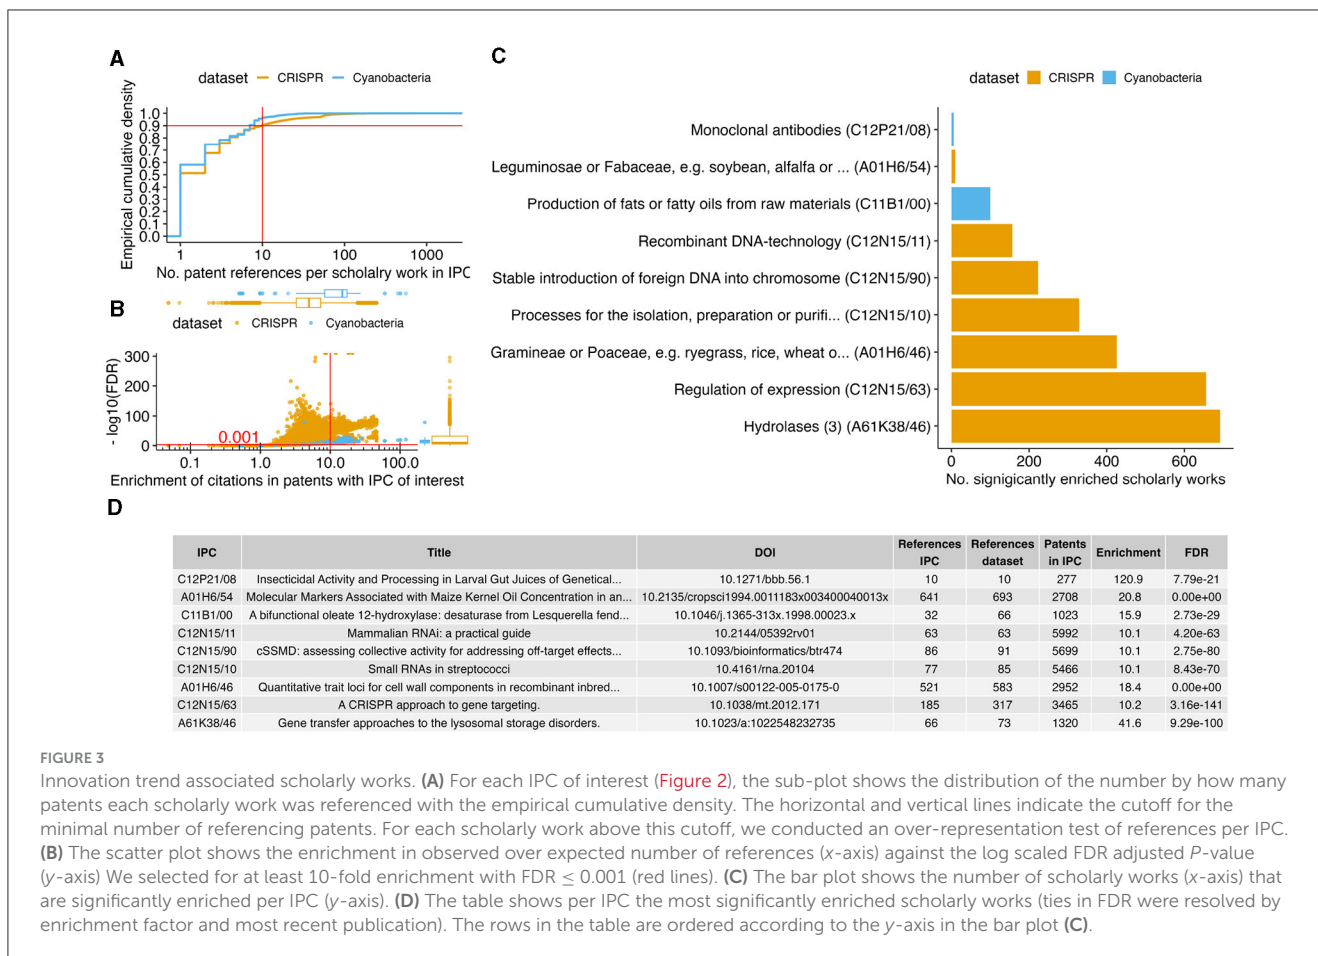 A
dataset CRISPR Cyanobacteria
Empirical cumulative density
1.0
0.9
0.8
0.7
0.6
0.5
0.4
0.3
0.2
0.1
0.0
1 10 100 1000
No. patent references per scholalry work in IPC
B
dataset CRISPR Cyanobacteria
- log10(FDR)
300
200
100
0
0.001
0.1 1.0 10.0 100.0
Enrichment of citations in patents with IPC of interest
C
dataset CRISPR Cyanobacteria
Monoclonal antibodies (C12P21/08)
Leguminosae or Fabaceae, e.g. soybean, alfalfa or ... (A01H6/54)
Production of fats or fatty oils from raw materials (C11B1/00)
Recombinant DNA-technology (C12N15/11)
Stable introduction of foreign DNA into chromosome (C12N15/90)
Processes for the isolation, preparation or purifi... (C12N15/10)
Gramineae or Poaceae, e.g. ryegrass, rice, wheat o... (A01H6/46)
Regulation of expression (C12N15/63)
Hydrolases (3) (A61K38/46)
0 200 400 600
No. signigicantly enriched scholarly works
D
IPC Title DOI References IPC References dataset Patents in IPC Enrichment FDR
C12P21/08 Insecticidal Activity and Processing in Larval Gut Juices of Genetical... 10.1271/bbb.56.1 10 10 277 120.9 7.79e-21
A01H6/54 Molecular Markers Associated with Maize Kernel Oil Concentration in an... 10.2135/cropsci1994.0011183x003400040013x 641 693 2708 20.8 0.00e+00
C11B1/00 A bifunctional oleate 12-hydroxylase: desaturase from Lesquerella fend... 10.1046/j.1365-313x.1998.00023.x 32 66 1023 15.9 2.73e-29
C12N15/11 Mammalian RNAi: a practical guide 10.2144/05392rv01 63 63 5992 10.1 4.20e-63
C12N15/90 cSSMD: assessing collective activity for addressing off-target effects... 10.1093/bioinformatics/btr474 86 91 5699 10.1 2.75e-80
C12N15/10 Small RNAs in streptococci 10.4161/rna.20104 77 85 5466 10.1 8.43e-70
A01H6/46 Quantitative trait loci for cell wall components in recombinant inbred... 10.1007/s00122-005-0175-0 521 583 2952 18.4 0.00e+00
C12N15/63 A CRISPR approach to gene targeting. 10.1038/mt.2012.171 185 317 3465 10.2 3.16e-141
A61K38/46 Gene transfer approaches to the lysosomal storage disorders. 10.1023/a:1022548232735 66 73 1320 41.6 9.29e-100
FIGURE 3
Innovation trend associated scholarly works. (A) For each IPC of interest (Figure 2), the sub-plot shows the distribution of the number by how many
patents each scholarly work was referenced with the empirical cumulative density. The horizontal and vertical lines indicate the cutoff for the
minimal number of referencing patents. For each scholarly work above this cutoff, we conducted an over-representation test of references per IPC.
(B) The scatter plot shows the enrichment in observed over expected number of references (x-axis) against the log scaled FDR adjusted P-value
(y-axis) We selected for at least 10-fold enrichment with FDR ≤ 0.001 (red lines). (C) The bar plot shows the number of scholarly works (x-axis) that
are significantly enriched per IPC (y-axis). (D) The table shows per IPC the most significantly enriched scholarly works (ties in FDR were resolved by
enrichment factor and most recent publication). The rows in the table are ordered according to the y-axis in the bar plot (C).